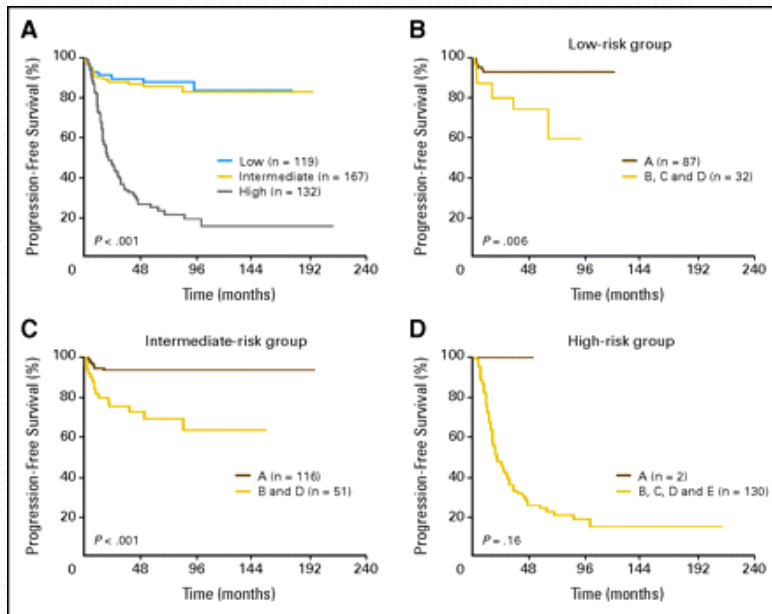 A
Progression-Free Survival (%)
100
80
60
40
20
0
Low (n = 119)
Intermediate (n = 167)
High (n = 132)
P < .001
48 96 144 192 240
Time (months)
B
Low-risk group
Progression-Free Survival (%)
100
80
60
40
20
0
A (n = 87)
B, C and D (n = 32)
P = .006
48 96 144 192 240
Time (months)
C
Intermediate-risk group
Progression-Free Survival (%)
100
80
60
40
20
0
A (n = 116)
B and D (n = 51)
P < .001
48 96 144 192 240
Time (months)
D
High-risk group
Progression-Free Survival (%)
100
80
60
40
20
0
A (n = 2)
B, C, D and E (n = 130)
P = .16
48 96 144 192 240
Time (months)